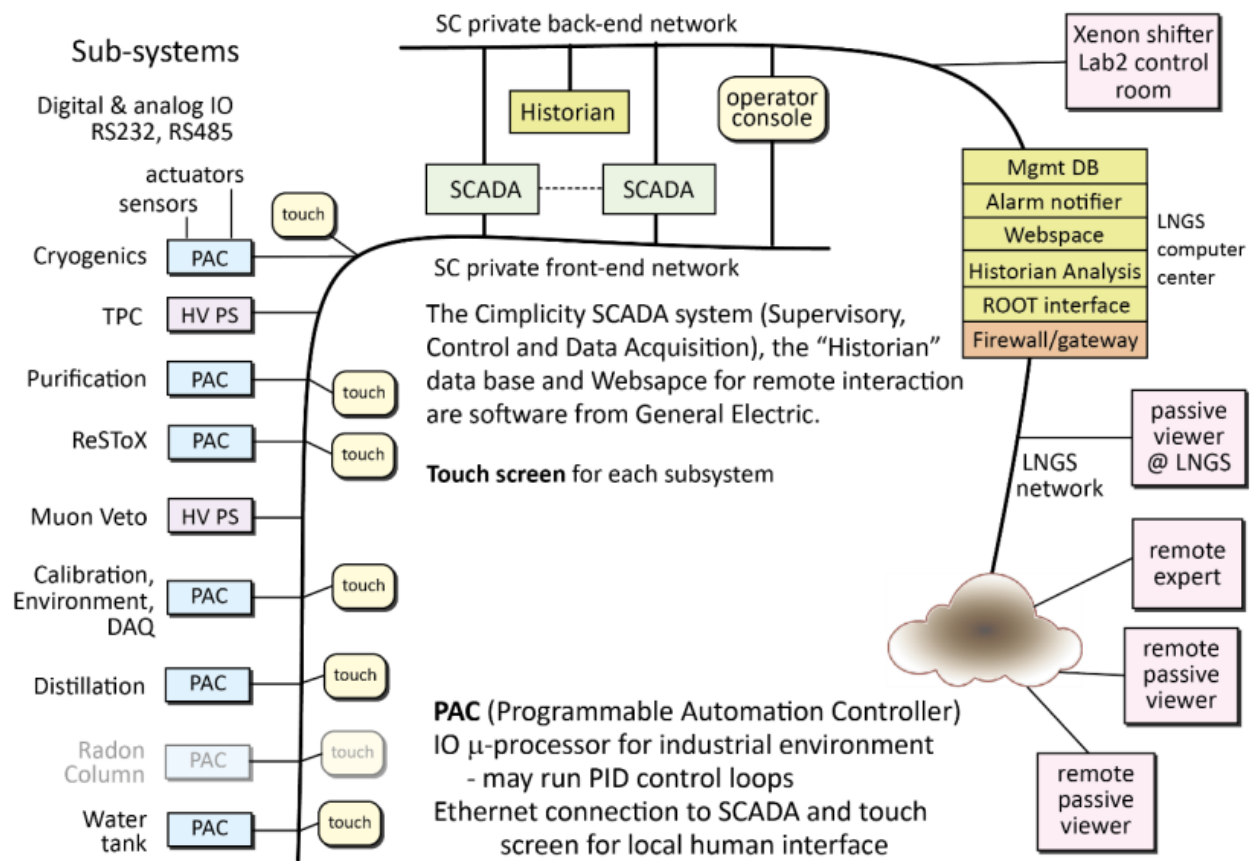 SC private back-end network
Sub-systems
Digital & analog IO
RS232, RS485
actuators
sensors
Cryogenics
PAC
touch
TPC
HV PS
Purification
PAC
touch
ReSToX
PAC
touch
Muon Veto
HV PS
Calibration,
Environment,
DAQ
PAC
touch
Distillation
PAC
touch
Radon
Column
PAC
touch
Water
tank
PAC
touch
Historian
operator
console
SCADA
SCADA
SC private front-end network
The Cimplicity SCADA system (Supervisory,
Control and Data Acquisition), the “Historian”
data base and Websapce for remote interaction
are software from General Electric.
Touch screen for each subsystem
PAC (Programmable Automation Controller)
IO μ-processor for industrial environment
- may run PID control loops
Ethernet connection to SCADA and touch
screen for local human interface
Xenon shifter
Lab2 control
room
Mgmt DB
Alarm notifier
Webspace
Historian Analysis
ROOT interface
Firewall/gateway
LNGS
computer
center
LNGS
network
passive
viewer
@ LNGS
remote
expert
remote
passive
viewer
remote
passive
viewer